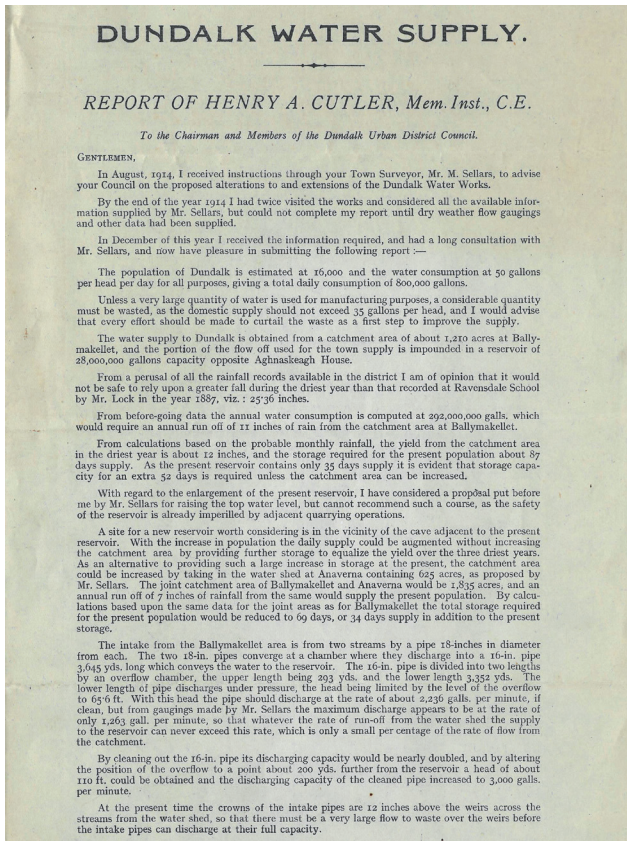 DUNDALK WATER SUPPLY.
REPORT OF HENRY A. CUTLER, Mem. Inst., C.E.
To the Chairman and Members of the Dundalk Urban District Council.
GENTLEMEN,
In August, 1914, I received instructions through your Town Surveyor, Mr. M. Sellars, to advise
your Council on the proposed alterations to and extensions of the Dundalk Water Works.
By the end of the year 1914 I had twice visited the works and considered all the available infor-
mation supplied by Mr. Sellars, but could not complete my report until dry weather flow gaugings
and other data had been supplied.
In December of this year I received the information required, and had a long consultation with
Mr. Sellars, and now have pleasure in submitting the following report :—
The population of Dundalk is estimated at 16,000 and the water consumption at 50 gallons
per head per day for all purposes, giving a total daily consumption of 800,000 gallons.
Unless a very large quantity of water is used for manufacturing purposes, a considerable quantity
must be wasted, as the domestic supply should not exceed 35 gallons per head, and I would advise
that every effort should be made to curtail the waste as a first step to improve the supply.
The water supply to Dundalk is obtained from a catchment area of about 1,210 acres at Bally-
makellet, and the portion of the flow off used for the town supply is impounded in a reservoir of
28,000,000 gallons capacity opposite Aghnaskeagh House.
From a perusal of all the rainfall records available in the district I am of opinion that it would
not be safe to rely upon a greater fall during the driest year than that recorded at Ravensdale School
by Mr. Lock in the year 1887, viz. : 25·36 inches.
From before-going data the annual water consumption is computed at 292,000,000 galls. which
would require an annual run off of 11 inches of rain from the catchment area at Ballymakellet.
From calculations based on the probable monthly rainfall, the yield from the catchment area
in the driest year is about 12 inches, and the storage required for the present population about 87
days supply. As the present reservoir contains only 35 days supply it is evident that storage capa-
city for an extra 52 days is required unless the catchment area can be increased.
With regard to the enlargement of the present reservoir, I have considered a proposal put before
me by Mr. Sellars for raising the top water level, but cannot recommend such a course, as the safety
of the reservoir is already imperilled by adjacent quarrying operations.
A site for a new reservoir worth considering is in the vicinity of the cave adjacent to the present
reservoir. With the increase in population the daily supply could be augmented without increasing
the catchment area by providing further storage to equalize the yield over the three driest years.
As an alternative to providing such a large increase in storage at the present, the catchment area
could be increased by taking in the water shed at Anaverna containing 625 acres, as proposed by
Mr. Sellars. The joint catchment area of Ballymakellet and Anaverna would be 1,835 acres, and an
annual run off of 7 inches of rainfall from the same would supply the present population. By calcu-
lations based upon the same data for the joint areas as for Ballymakellet the total storage required
for the present population would be reduced to 69 days, or 34 days supply in addition to the present
storage.
The intake from the Ballymakellet area is from two streams by a pipe 18-inches in diameter
from each. The two 18-in. pipes converge at a chamber where they discharge into a 16-in. pipe
3,645 yds. long which conveys the water to the reservoir. The 16-in. pipe is divided into two lengths
by an overflow chamber, the upper length being 293 yds. and the lower length 3,352 yds. The
lower length of pipe discharges under pressure, the head being limited by the level of the overflow
to 65·6 ft. With this head the pipe should discharge at the rate of about 2,236 galls. per minute, if
clean, but from gaugings made by Mr. Sellars the maximum discharge appears to be at the rate of
only 1,263 gall. per minute, so that whatever the rate of run-off from the water shed the supply
to the reservoir can never exceed this rate, which is only a small per centage of the rate of flow from
the catchment.
By cleaning out the 16-in. pipe its discharging capacity would be nearly doubled, and by altering
the position of the overflow to a point about 200 yds. further from the reservoir a head of about
110 ft. could be obtained and the discharging capacity of the cleaned pipe increased to 3,000 galls.
per minute.
At the present time the crowns of the intake pipes are 12 inches above the weirs across the
streams from the water shed, so that there must be a very large flow to waste over the weirs before
the intake pipes can discharge at their full capacity.